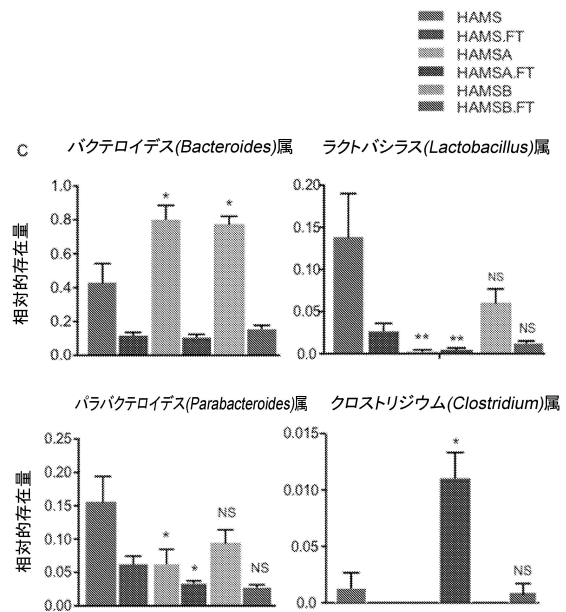 HAMS
HAMS.FT
HAMSA
HAMSA.FT
HAMSB
HAMSB.FT
C
バクテロイデス(Bacteroides)属
ラクトバシラス(Lactobacillus)属
相対的存在量
1.0
0.8
0.6
0.4
0.2
0.0
*
*
0.20
0.15
0.10
0.05
0.00
**
**
NS
NS
パラバクテロイデス(Parabacteroides)属
クロストリジウム(Clostridium)属
相対的存在量
0.25
0.20
0.15
0.10
0.05
0.00
*
*
NS
NS
0.015
0.010
0.005
0.000
*
NS